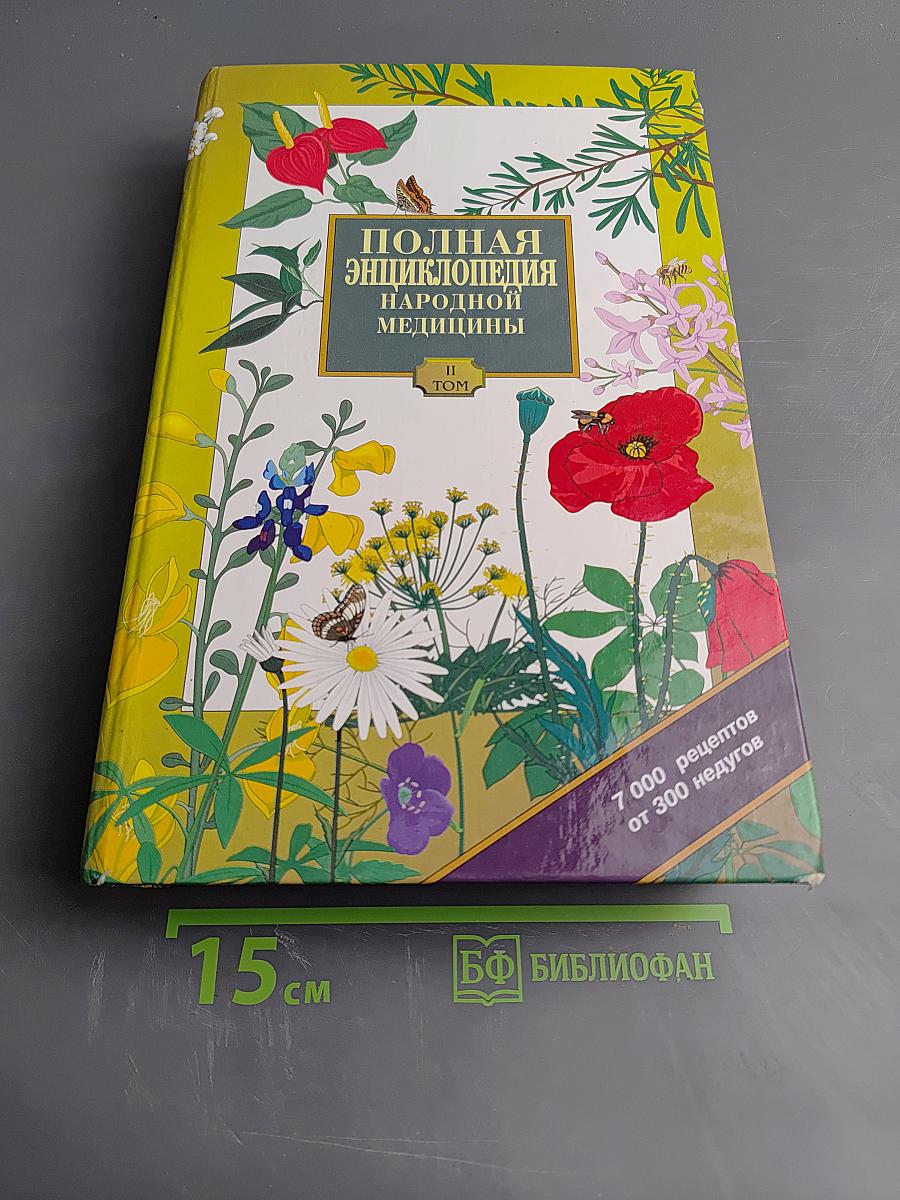 ПОЛНАЯ
ЭНЦИКЛОПЕДИЯ
НАРОДНОЙ
МЕДИЦИНЫ
II
ТОМ
7 000 рецептов
от 300 недугов
15 см
БФ БИБЛИОФАН